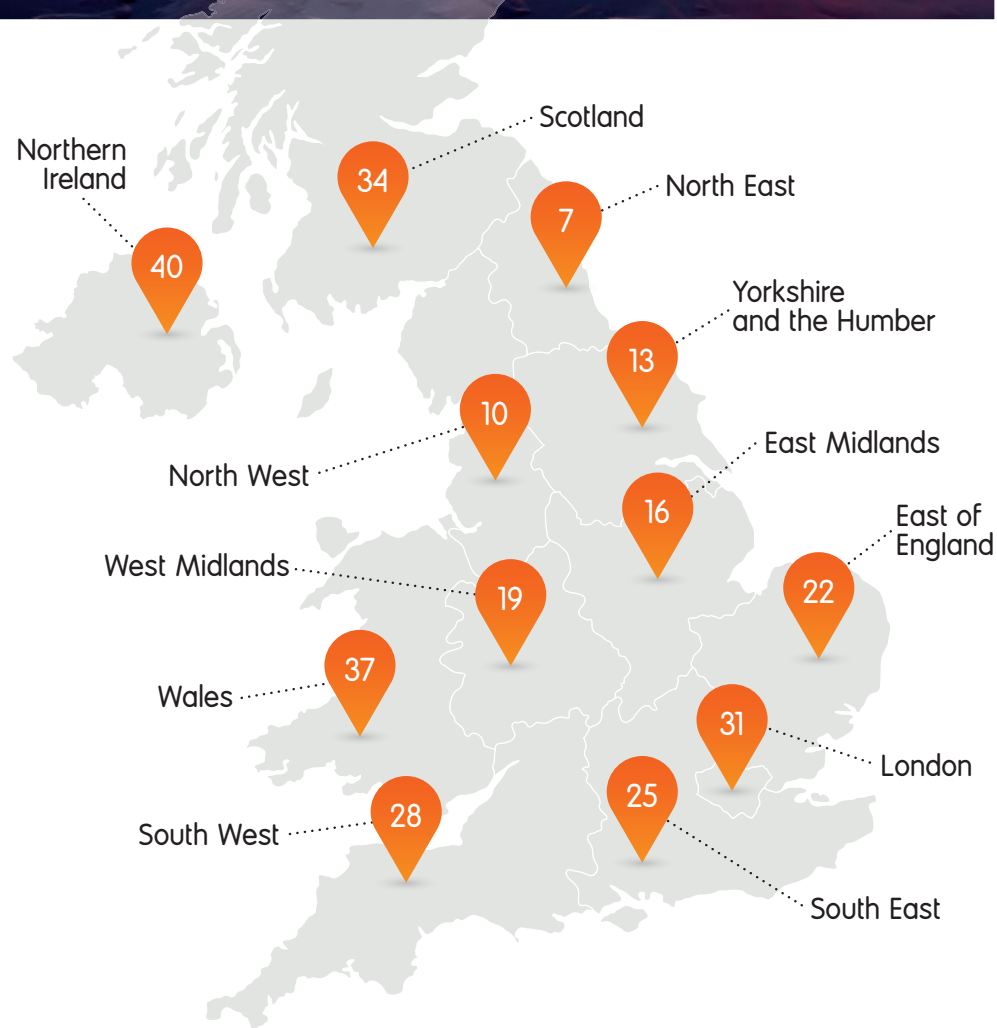 Scotland
Northern
Ireland
34
North East
7
40
Yorkshire
and the Humber
13
10
East Midlands
North West
16
East of
England
West Midlands
19
22
37
Wales
31
London
25
28
South West
South East